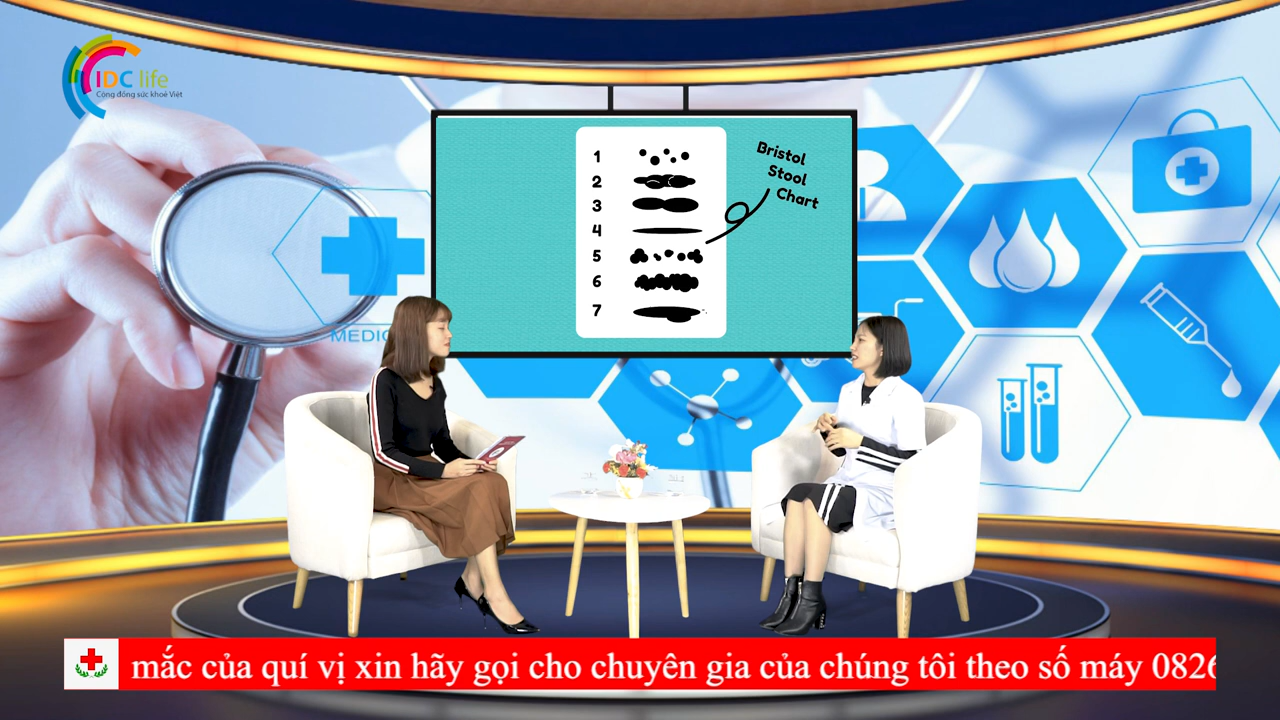 IDC life
Cộng đồng sức khoẻ Việt
Bristol
Stool
Chart
1
2
3
4
5
6
7
mắc của quí vị xin hãy gọi cho chuyên gia của chúng tôi theo số máy 0826